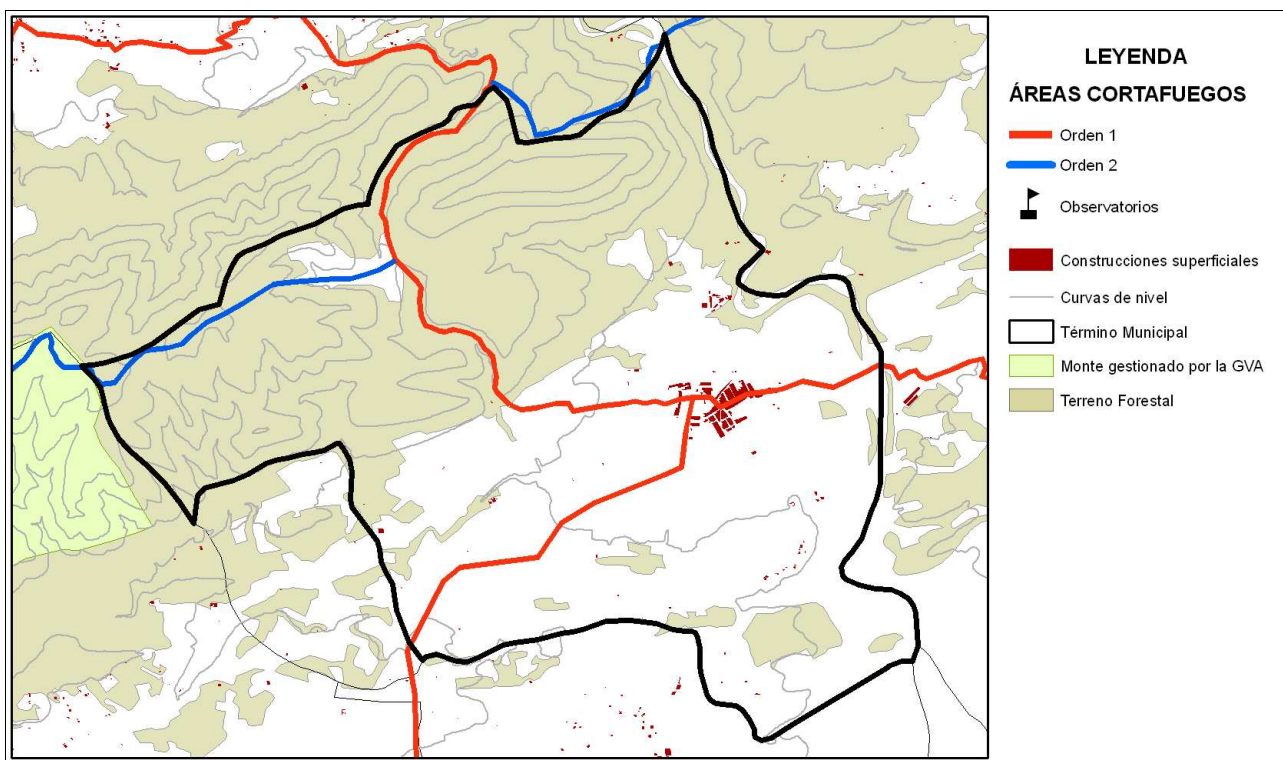 LEYENDA
ÁREAS CORTAFUEGOS
Orden 1
Orden 2
Observatorios
Construcciones superficiales
Curvas de nivel
Término Municipal
Monte gestionado por la GVA
Terreno Forestal